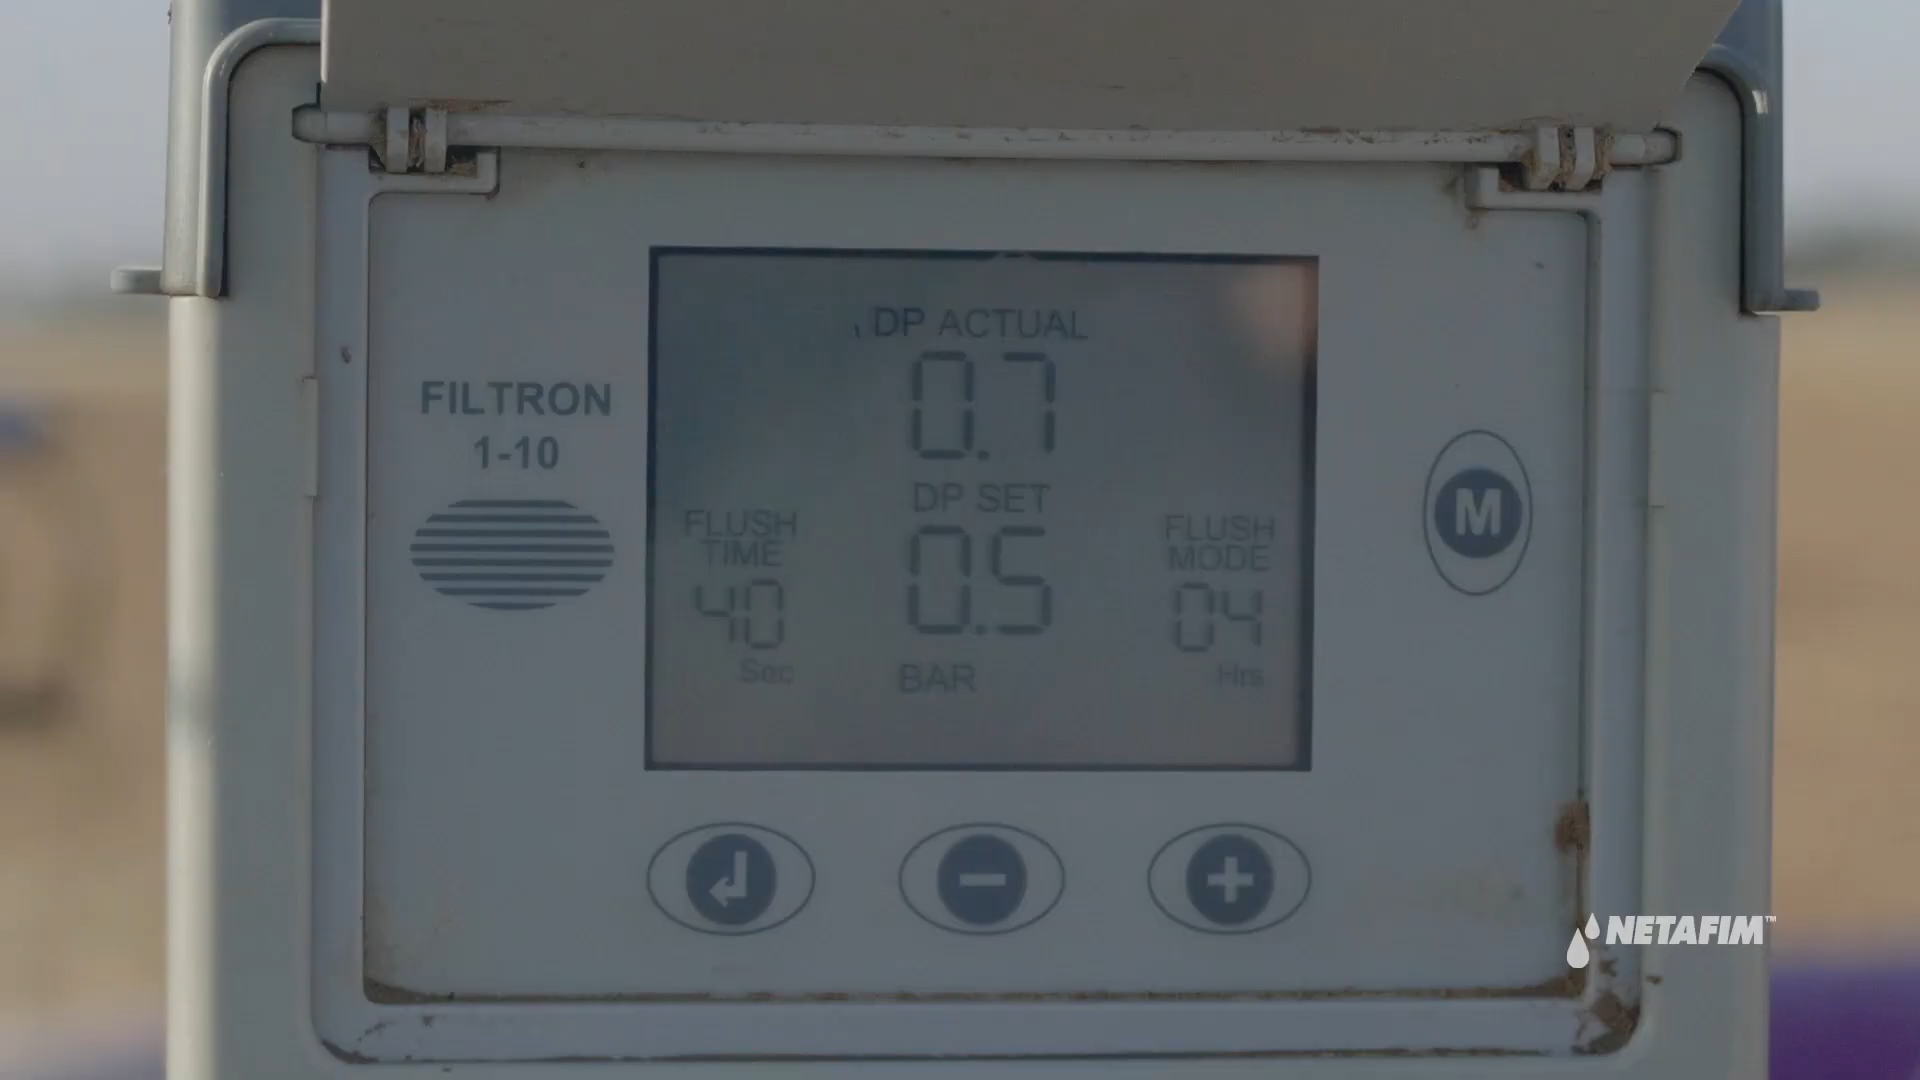 DP ACTUAL
0.7
FILTRON
1-10
DP SET
0.5
BAR
FLUSH
TIME
40
Sec
FLUSH
MODE
04
Hrs
M
NETAFIM™